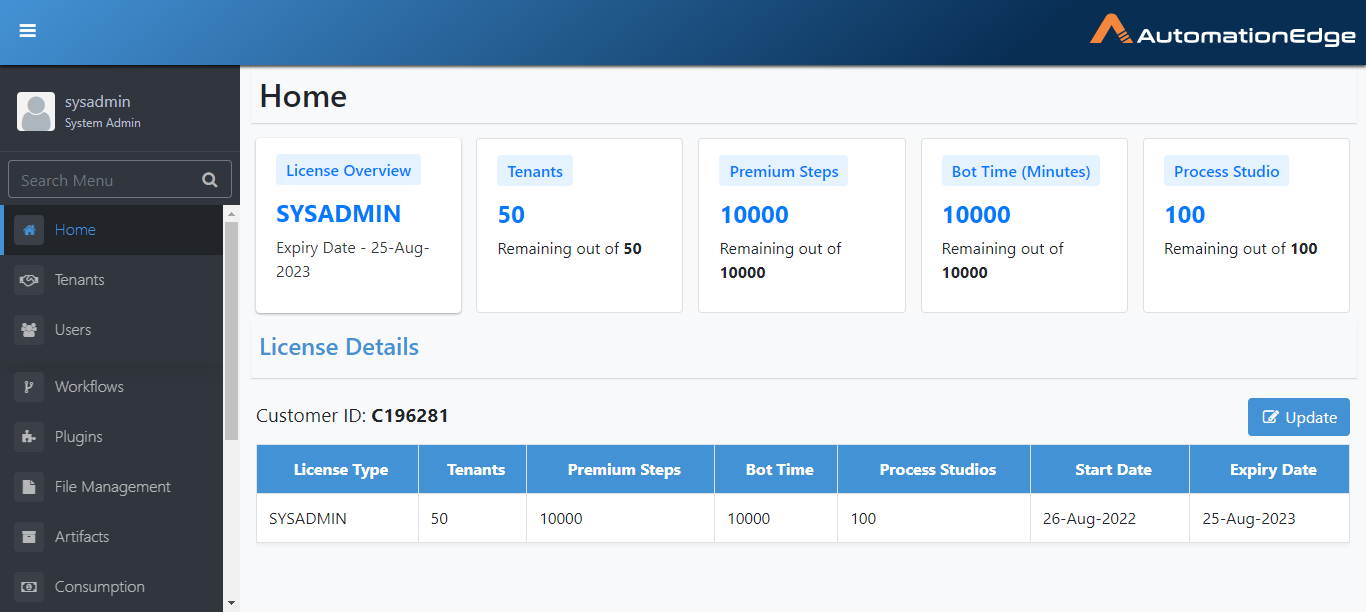 AutomationEdge
sysadmin
System Admin
Search Menu
Home
Tenants
Users
Workflows
Plugins
File Management
Artifacts
Consumption
Home
License Overview
SYSADMIN
Expiry Date - 25-Aug-
2023
Tenants
50
Remaining out of 50
Premium Steps
10000
Remaining out of
10000
Bot Time (Minutes)
10000
Remaining out of
10000
Process Studio
100
Remaining out of 100
License Details
Customer ID: C196281
Update
License Type Tenants Premium Steps Bot Time Process Studios Start Date Expiry Date
SYSADMIN 50 10000 10000 100 26-Aug-2022 25-Aug-2023